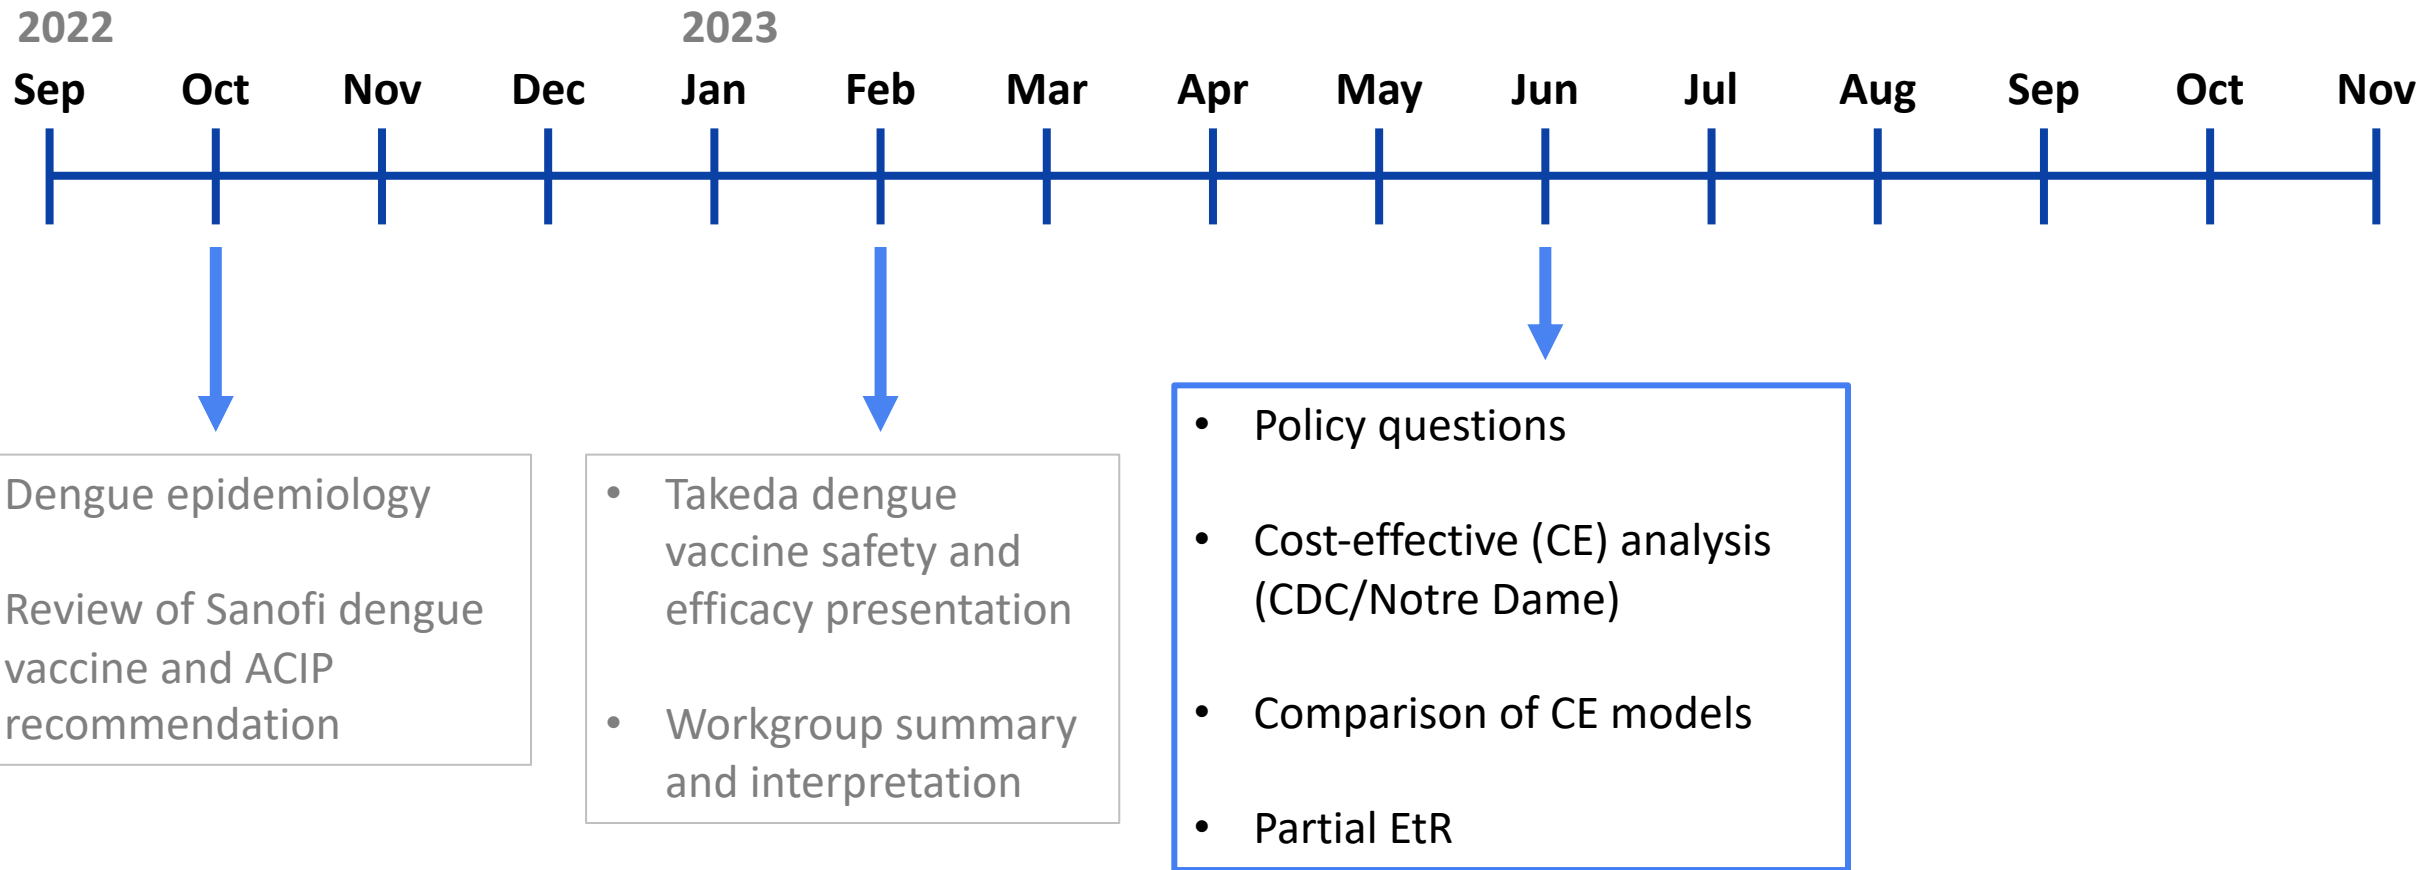 2022 2023
Sep Oct Nov Dec Jan Feb Mar Apr May Jun Jul Aug Sep Oct Nov
Dengue epidemiology
Review of Sanofi dengue
vaccine and ACIP
recommendation
• Takeda dengue
vaccine safety and
efficacy presentation
• Workgroup summary
and interpretation
• Policy questions
• Cost-effective (CE) analysis
(CDC/Notre Dame)
• Comparison of CE models
• Partial EtR